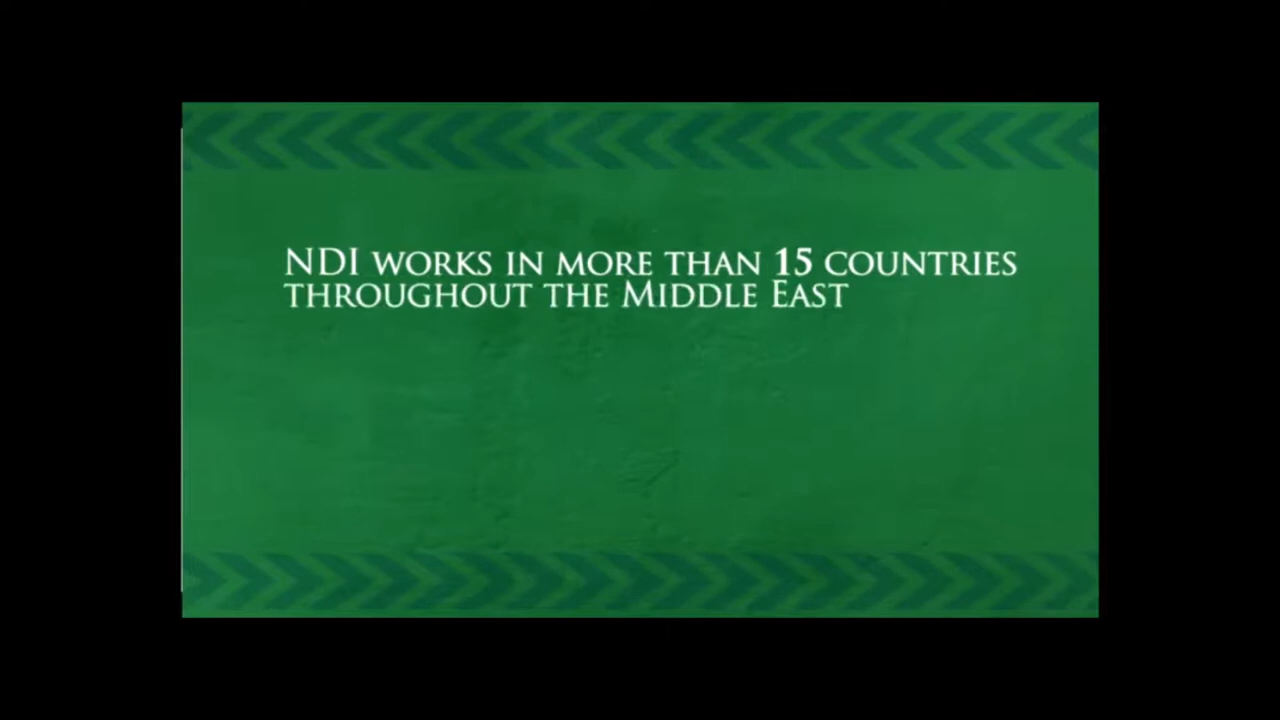 NDI WORKS IN MORE THAN 15 COUNTRIES
THROUGHOUT THE MIDDLE EAST